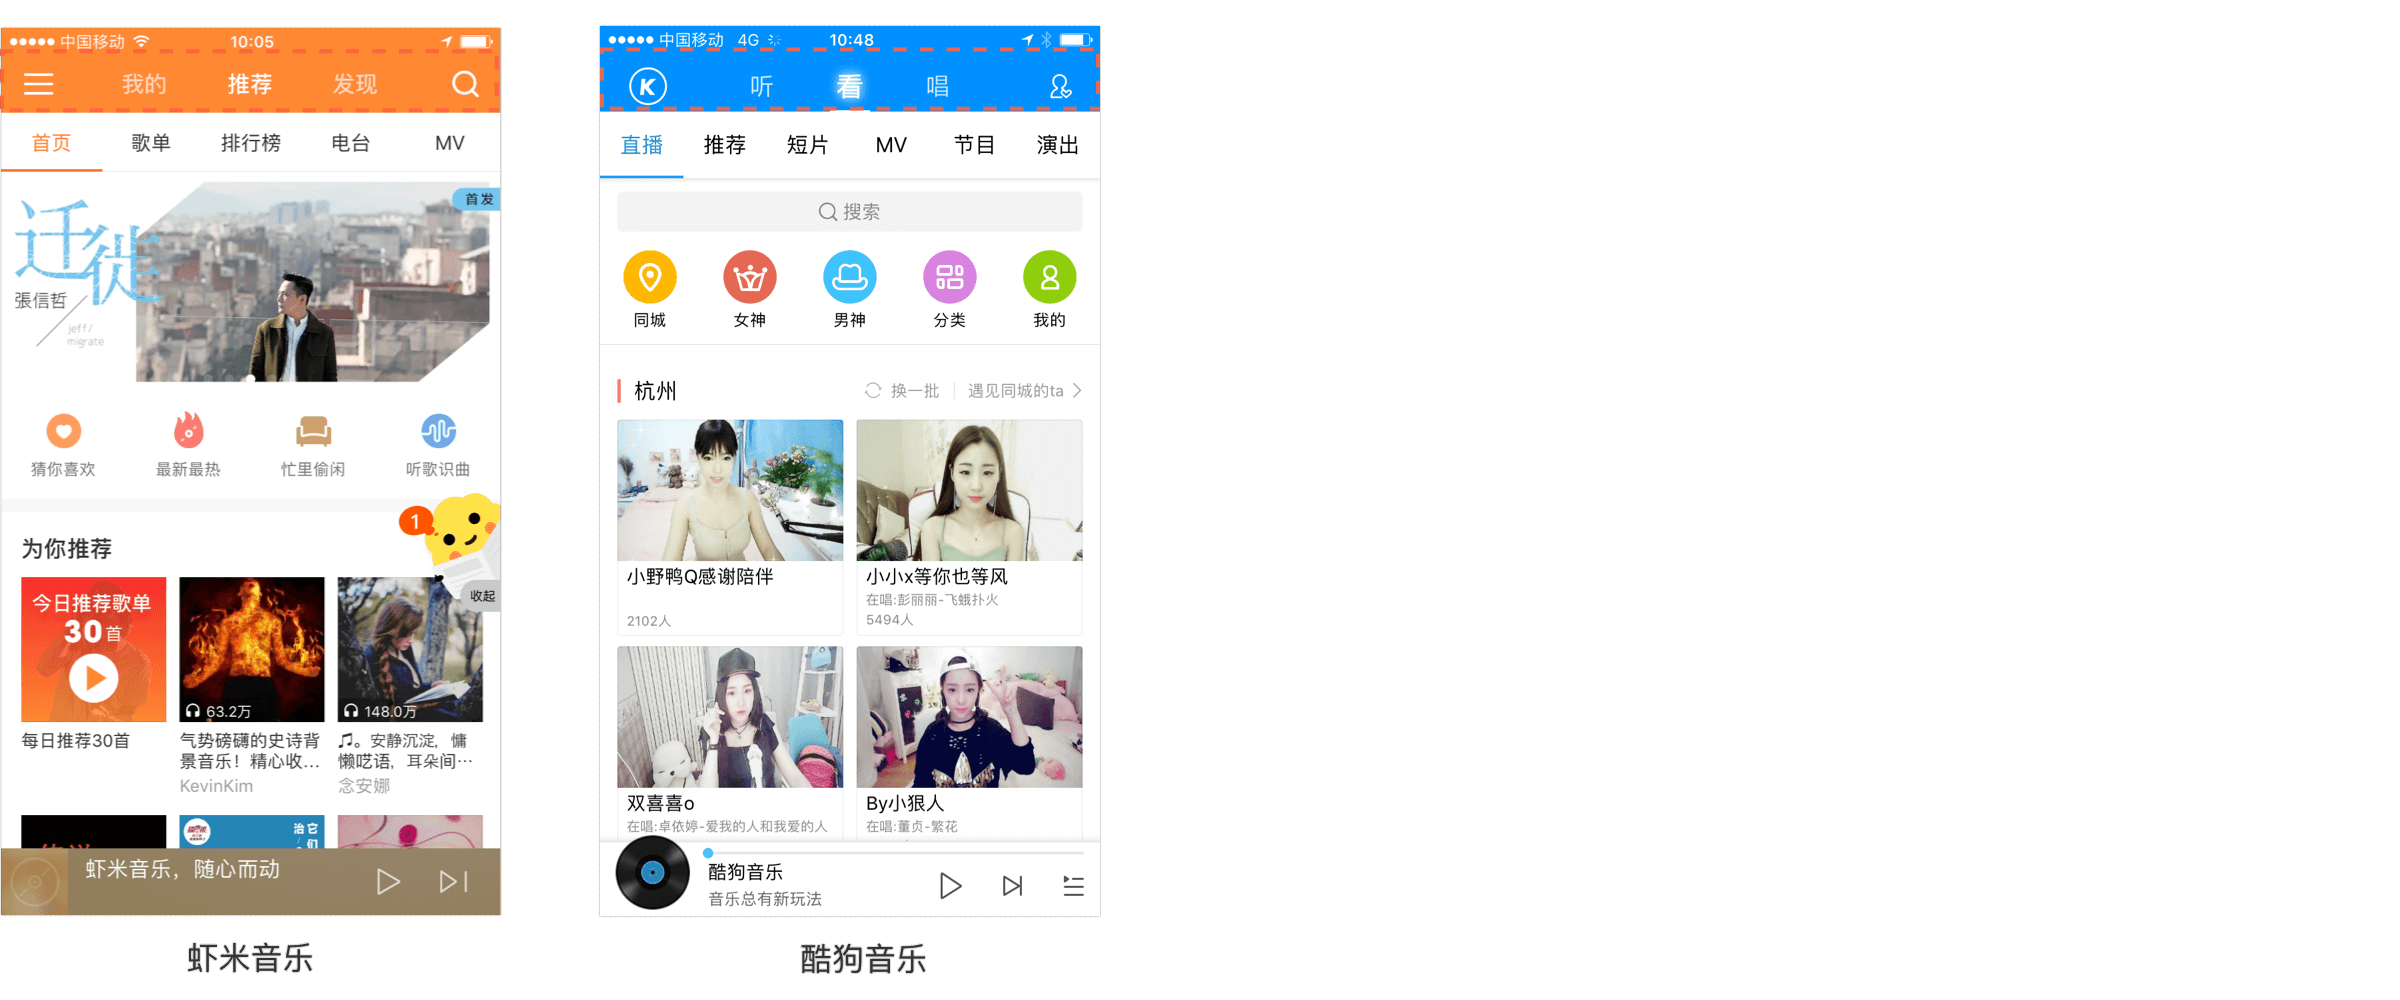 中国移动 10:05
我的 推荐 发现
首页 歌单 排行榜 电台 MV
首发
迁徙
張信哲
jeff/
migrate
猜你喜欢 最新最热 忙里偷闲 听歌识曲
1
为你推荐
收起
今日推荐歌单
30首
63.2万 148.0万
每日推荐30首
气势磅礴的史诗背
景音乐！精心收...
KevinKim
♫。安静沉淀，慵
懒呓语，耳朵间...
念安娜
治它
们
虾米音乐，随心而动
虾米音乐
中国移动 4G 10:48
K 听 看 唱
直播 推荐 短片 MV 节目 演出
搜索
同城 女神 男神 分类 我的
杭州 换一批 遇见同城的ta
小野鸭Q感谢陪伴
2102人
小小x等你也等风
在唱:彭丽丽-飞蛾扑火
5494人
双喜喜o
在唱:卓依婷-爱我的人和我爱的人
By小狠人
在唱:董贞-繁花
酷狗音乐
音乐总有新玩法
酷狗音乐